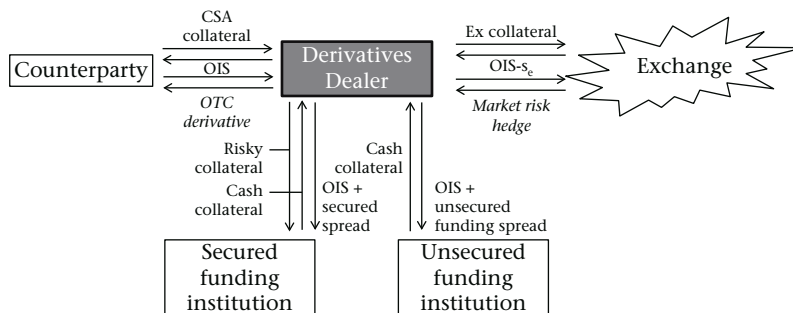 CSA
collateral
Counterparty
OIS
OTC
derivative
Derivatives
Dealer
Ex collateral
OIS-sₑ
Market risk
hedge
Exchange
Risky
collateral
Cash
collateral
OIS +
secured
spread
Cash
collateral
OIS +
unsecured
funding spread
Secured
funding
institution
Unsecured
funding
institution